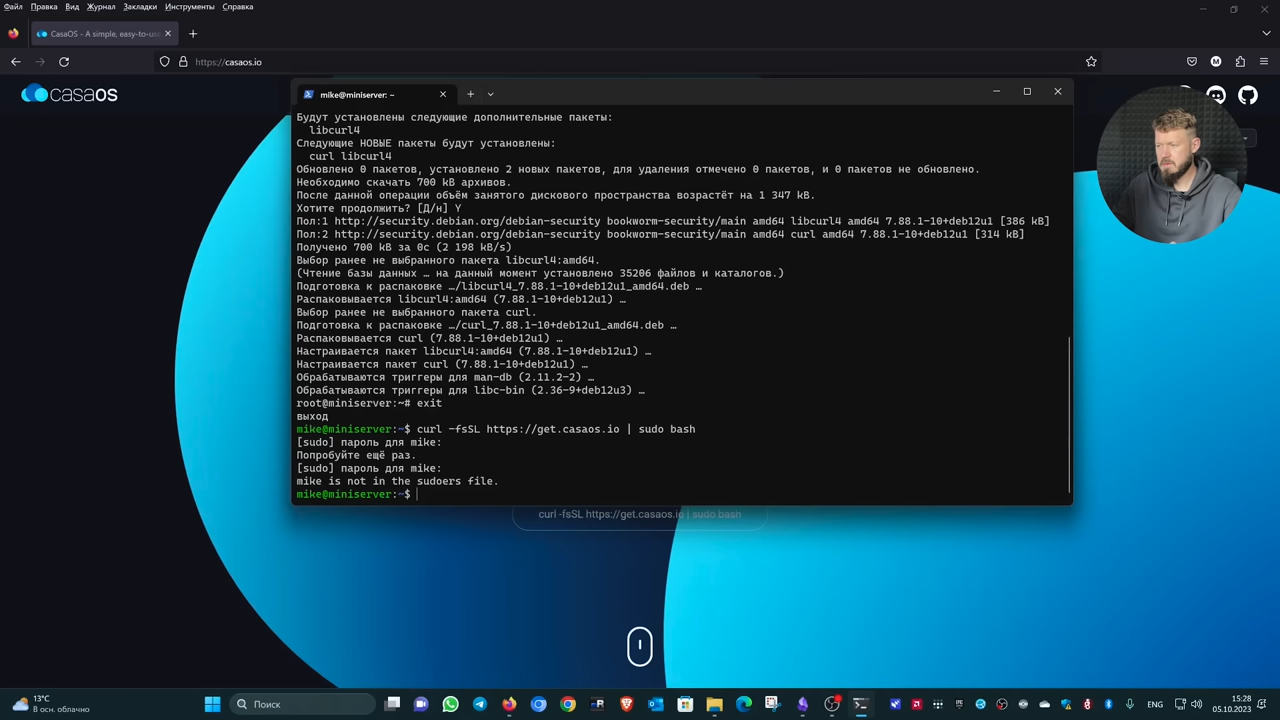 Файл Правка Вид Журнал Закладки Инструменты Справка
CasaOS - A simple, easy-to-use
https://casaos.io
casaOS
mike@miniserver: ~
Будут установлены следующие дополнительные пакеты:
libcurl4
Следующие НОВЫЕ пакеты будут установлены:
curl libcurl4
Обновлено 0 пакетов, установлено 2 новых пакетов, для удаления отмечено 0 пакетов, и 0 пакетов не обновлено.
Необходимо скачать 700 kB архивов.
После данной операции объём занятого дискового пространства возрастёт на 1 347 kB.
Хотите продолжить? [Д/н] Y
Пол:1 http://security.debian.org/debian-security bookworm-security/main amd64 libcurl4 amd64 7.88.1-10+deb12u1 [386 kB]
Пол:2 http://security.debian.org/debian-security bookworm-security/main amd64 curl amd64 7.88.1-10+deb12u1 [314 kB]
Получено 700 kB за 0с (2 198 kB/s)
Выбор ранее не выбранного пакета libcurl4:amd64.
(Чтение базы данных … на данный момент установлено 35206 файлов и каталогов.)
Подготовка к распаковке …/libcurl4_7.88.1-10+deb12u1_amd64.deb …
Распаковывается libcurl4:amd64 (7.88.1-10+deb12u1) …
Выбор ранее не выбранного пакета curl.
Подготовка к распаковке …/curl_7.88.1-10+deb12u1_amd64.deb …
Распаковывается curl (7.88.1-10+deb12u1) …
Настраивается пакет libcurl4:amd64 (7.88.1-10+deb12u1) …
Настраивается пакет curl (7.88.1-10+deb12u1) …
Обрабатываются триггеры для man-db (2.11.2-2) …
Обрабатываются триггеры для libc-bin (2.36-9+deb12u3) …
root@miniserver:~# exit
выход
mike@miniserver:~$ curl -fsSL https://get.casaos.io | sudo bash
[sudo] пароль для mike:
Попробуйте ещё раз.
[sudo] пароль для mike:
mike is not in the sudoers file.
mike@miniserver:~$
curl -fsSL https://get.casaos.io | sudo bash
13°C
В осн. облачно
Поиск
ENG
15:28
05.10.2023